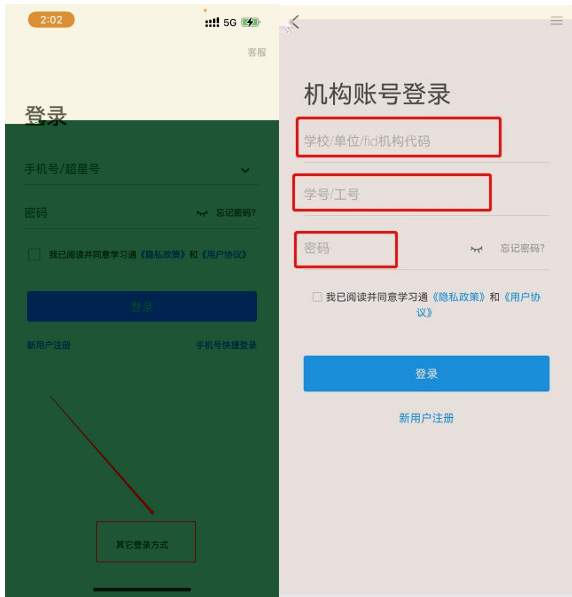 2:02
5G
客服
登录
手机号/超星号
密码
忘记密码?
我已阅读并同意学习通《隐私政策》和《用户协议》
登录
新用户注册
手机号快捷登录
其它登录方式
机构账号登录
学校/单位/fid机构代码
学号/工号
密码
忘记密码?
我已阅读并同意学习通《隐私政策》和《用户协
议》
登录
新用户注册